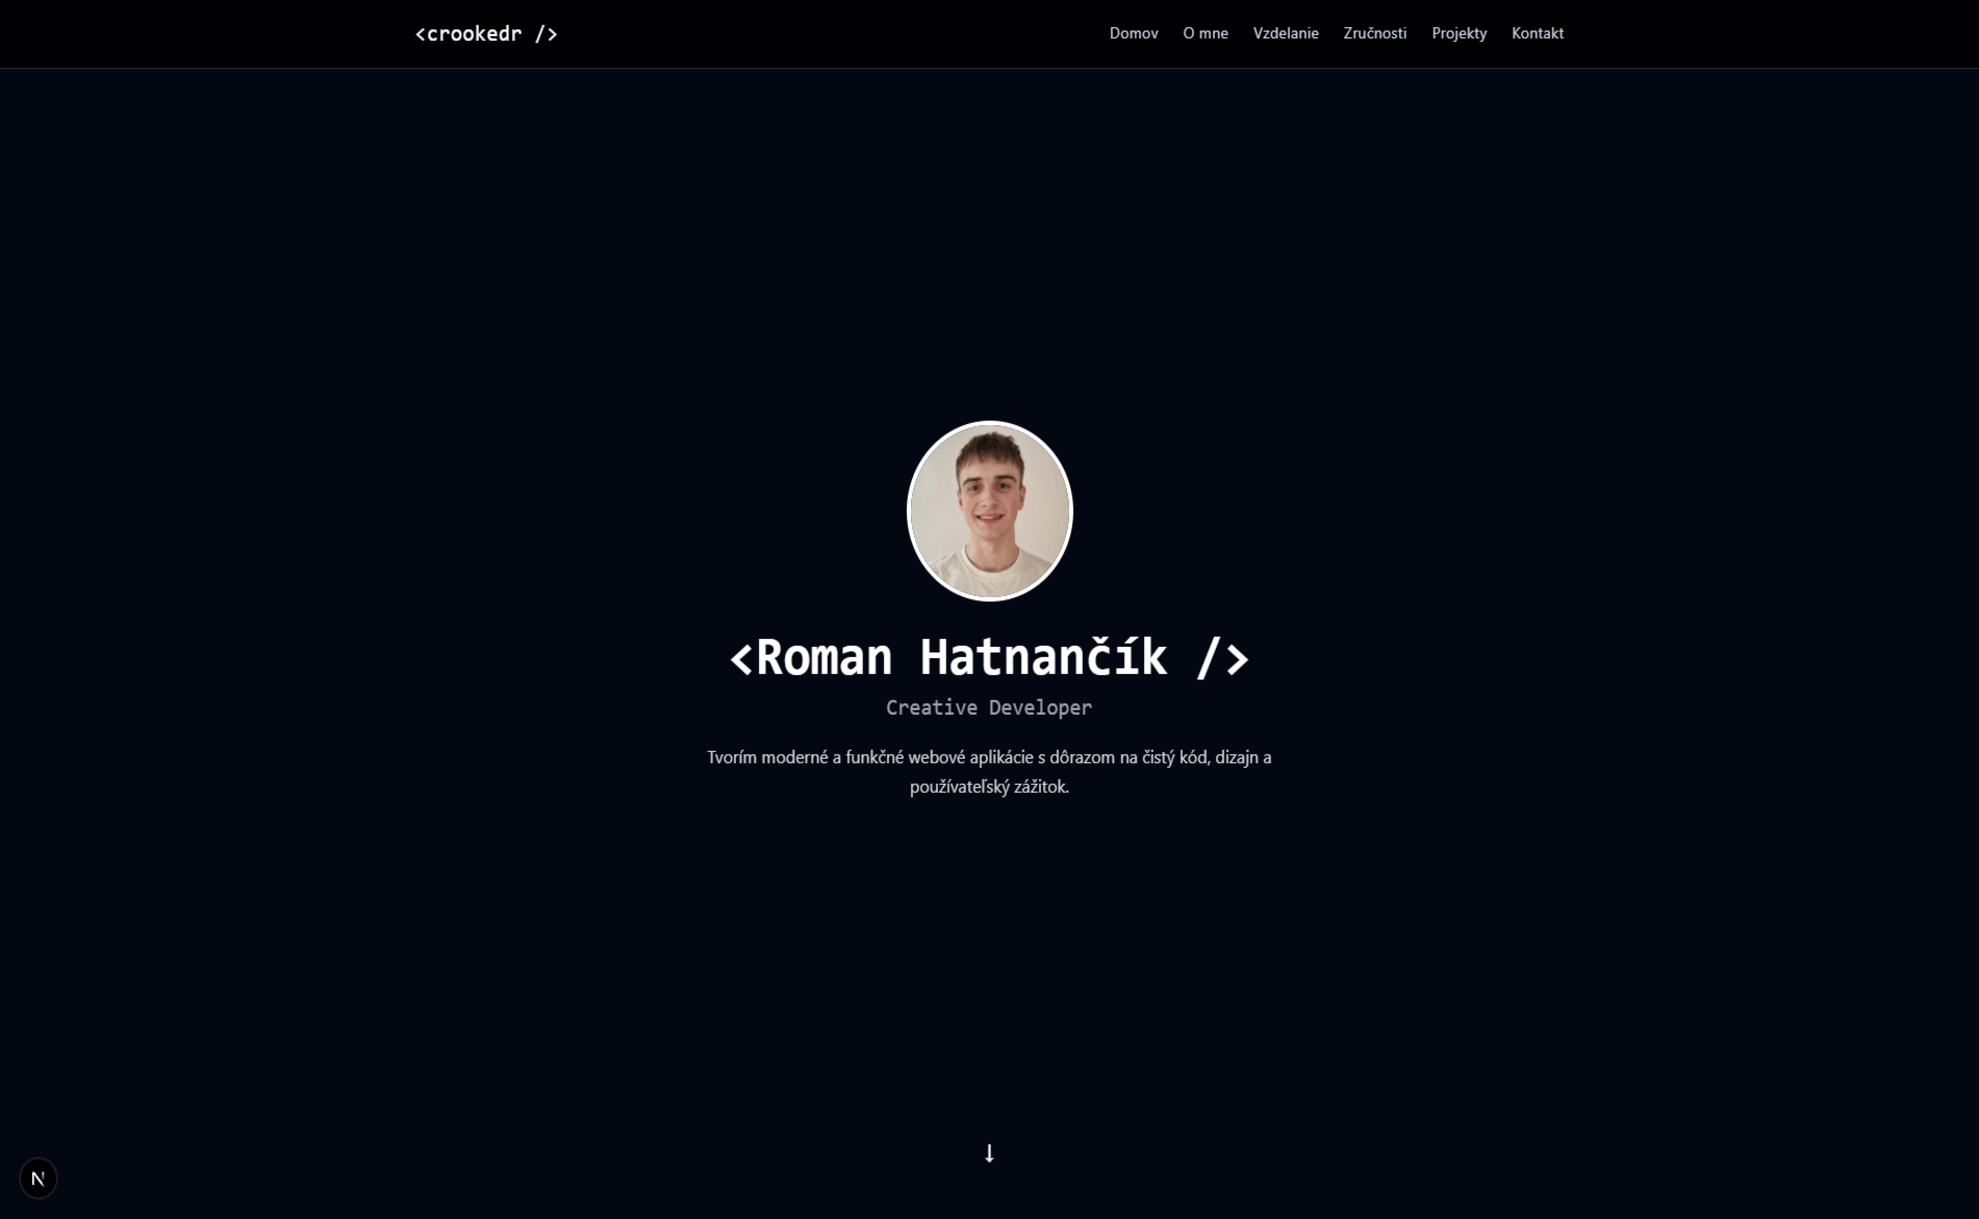 <crookedr />
Domov O mne Vzdelanie Zručnosti Projekty Kontakt
<Roman Hatnančík />
Creative Developer
Tvorím moderné a funkčné webové aplikácie s dôrazom na čistý kód, dizajn a
používateľský zážitok.
↓
N